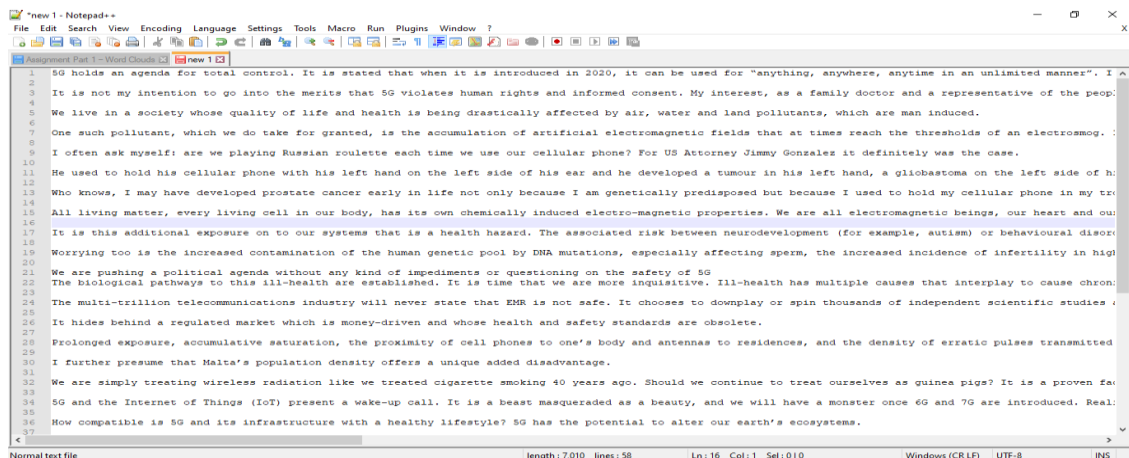 *new 1 - Notepad++
File Edit Search View Encoding Language Settings Tools Macro Run Plugins Window ?
X
Assignment Part 1 – Word Clouds new 1
1 5G holds an agenda for total control. It is stated that when it is introduced in 2020, it can be used for “anything, anywhere, anytime in an unlimited manner”. I
2
3 It is not my intention to go into the merits that 5G violates human rights and informed consent. My interest, as a family doctor and a representative of the peop
4
5 We live in a society whose quality of life and health is being drastically affected by air, water and land pollutants, which are man induced.
6
7 One such pollutant, which we do take for granted, is the accumulation of artificial electromagnetic fields that at times reach the thresholds of an electrosmog.
8
9 I often ask myself: are we playing Russian roulette each time we use our cellular phone? For US Attorney Jimmy Gonzalez it definitely was the case.
10
11 He used to hold his cellular phone with his left hand on the left side of his ear and he developed a tumour in his left hand, a gliobastoma on the left side of
12
13 Who knows, I may have developed prostate cancer early in life not only because I am genetically predisposed but because I used to hold my cellular phone in my
14
15 All living matter, every living cell in our body, has its own chemically induced electro-magnetic properties. We are all electromagnetic beings, our heart and
16
17 It is this additional exposure on to our systems that is a health hazard. The associated risk between neurodevelopment (for example, autism) or behavioural disor
18
19 Worrying too is the increased contamination of the human genetic pool by DNA mutations, especially affecting sperm, the increased incidence of infertility in
20
21 We are pushing a political agenda without any kind of impediments or questioning on the safety of 5G
22 The biological pathways to this ill-health are established. It is time that we are more inquisitive. Ill-health has multiple causes that interplay to cause chron
23
24 The multi-trillion telecommunications industry will never state that EMR is not safe. It chooses to downplay or spin thousands of independent scientific studies
25
26 It hides behind a regulated market which is money-driven and whose health and safety standards are obsolete.
27
28 Prolonged exposure, accumulative saturation, the proximity of cell phones to one’s body and antennas to residences, and the density of erratic pulses transmitted
29
30 I further presume that Malta’s population density offers a unique added disadvantage.
31
32 We are simply treating wireless radiation like we treated cigarette smoking 40 years ago. Should we continue to treat ourselves as guinea pigs? It is a proven
33
34 5G and the Internet of Things (IoT) present a wake-up call. It is a beast masqueraded as a beauty, and we will have a monster once 6G and 7G are introduced.
35
36 How compatible is 5G and its infrastructure with a healthy lifestyle? 5G has the potential to alter our earth’s ecosystems.
37
Normal text file length : 7,010 lines : 58 Ln : 16 Col : 1 Sel : 0 | 0 Windows (CR LF) UTF-8 INS